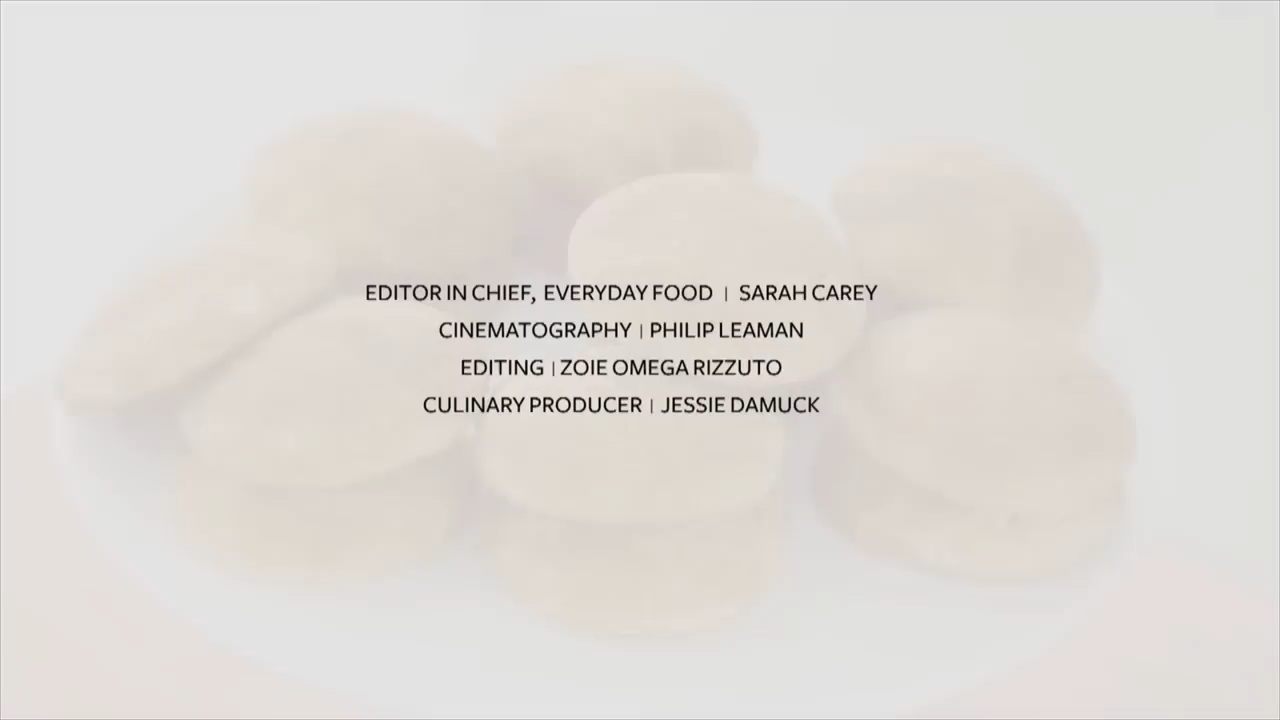 EDITOR IN CHIEF, EVERYDAY FOOD | SARAH CAREY
CINEMATOGRAPHY | PHILIP LEAMAN
EDITING | ZOIE OMEGA RIZZUTO
CULINARY PRODUCER | JESSIE DAMUCK